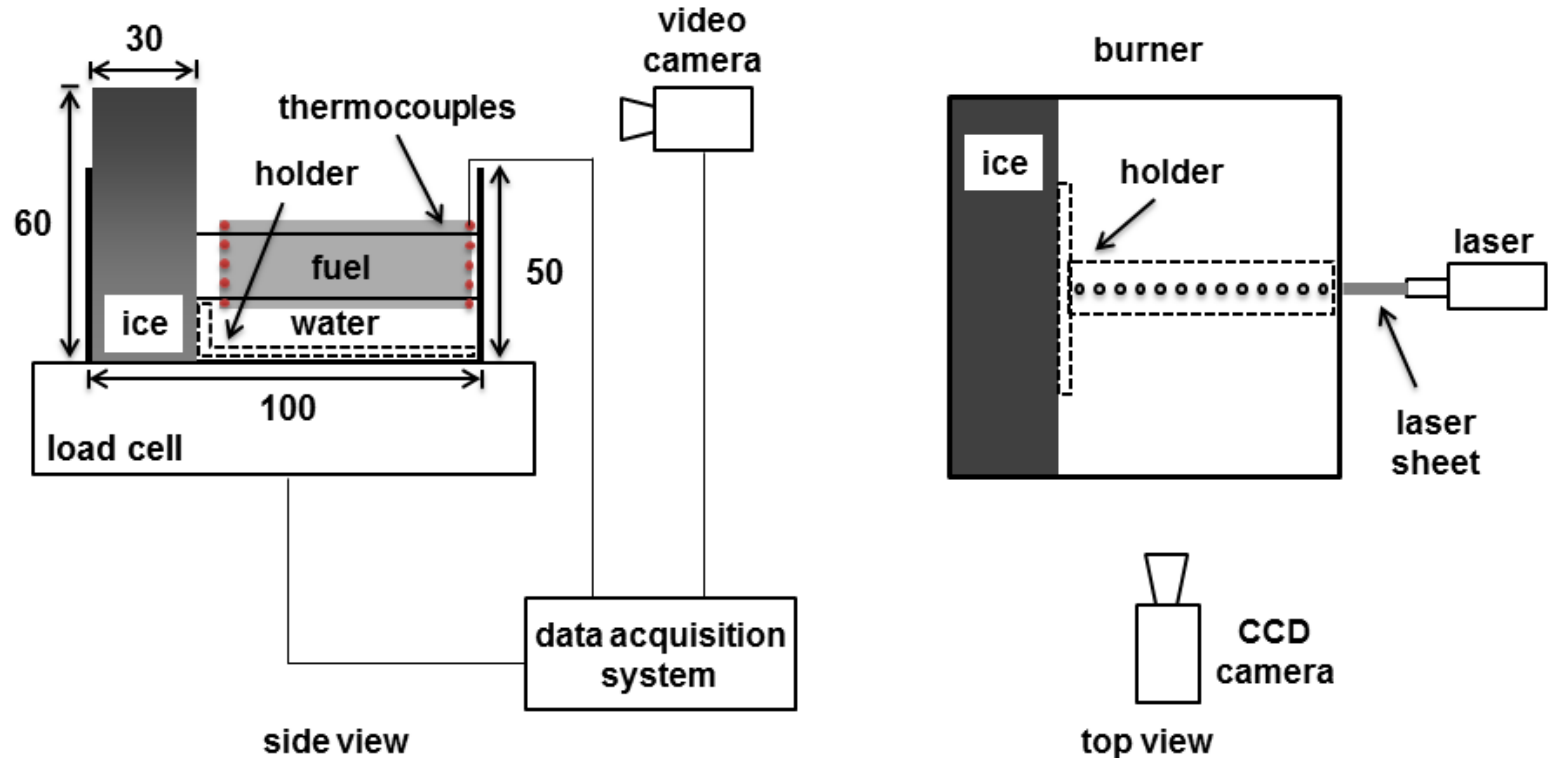 30
video
camera
burner
thermocouples
holder
60
ice
holder
laser
fuel
50
ice
water
100
laser
sheet
load cell
data acquisition
system
CCD
camera
side view
top view